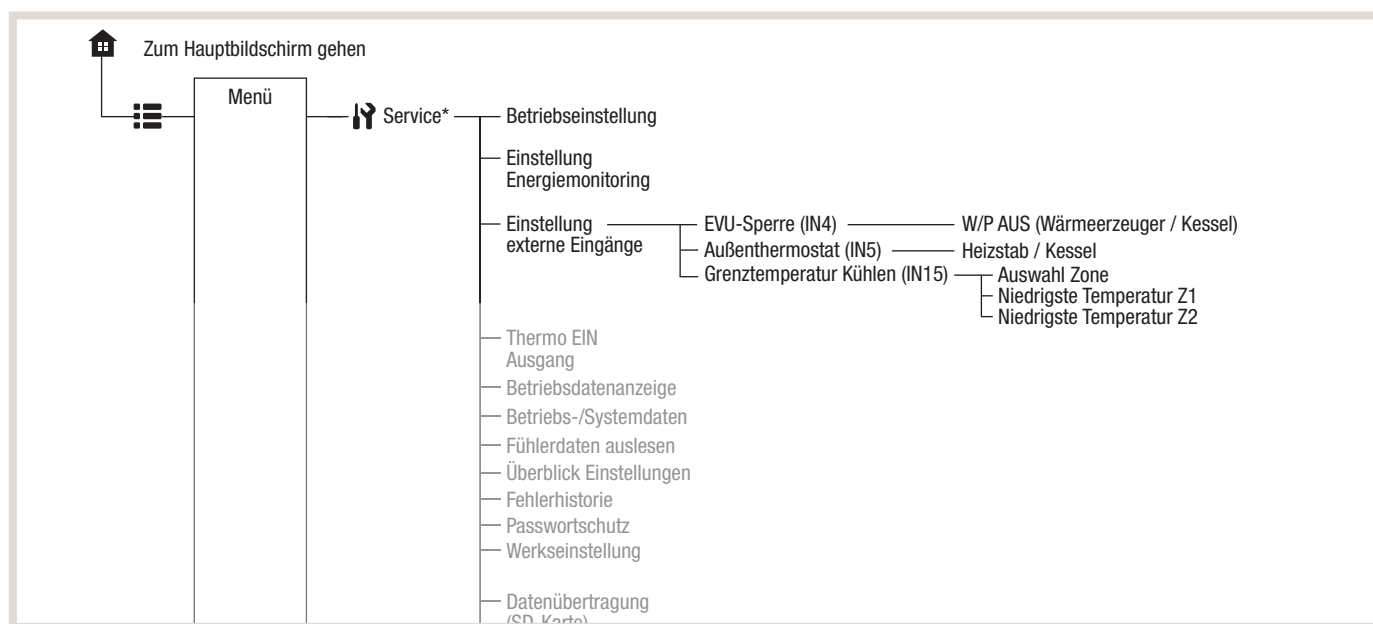 Zum Hauptbildschirm gehen
Menü
Service*
Betriebseinstellung
Einstellung
Energiemonitoring
Einstellung
externe Eingänge
EVU-Sperre (IN4)
W/P AUS (Wärmeerzeuger / Kessel)
Außenthermostat (IN5)
Heizstab / Kessel
Grenztemperatur Kühlen (IN15)
Auswahl Zone
Niedrigste Temperatur Z1
Niedrigste Temperatur Z2
Thermo EIN
Ausgang
Betriebsdatenanzeige
Betriebs-/Systemdaten
Fühlerdaten auslesen
Überblick Einstellungen
Fehlerhistorie
Passwortschutz
Werkseinstellung
Datenübertragung
(SD-Karte)